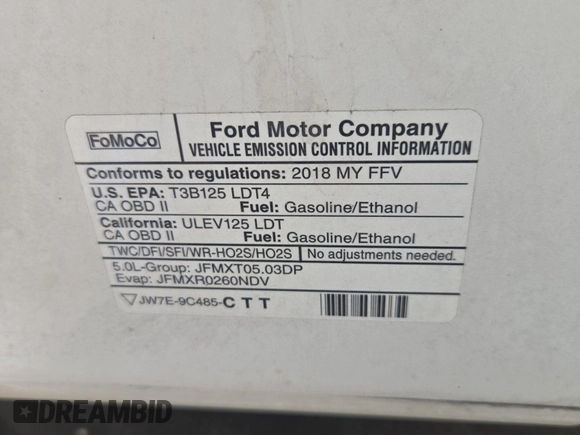 FoMoCo
Ford Motor Company
VEHICLE EMISSION CONTROL INFORMATION
Conforms to regulations: 2018 MY FFV
U.S. EPA: T3B125 LDT4
CA OBD II Fuel: Gasoline/Ethanol
California: ULEV125 LDT
CA OBD II Fuel: Gasoline/Ethanol
TWC/DFI/SFI/WR-HO2S/HO2S No adjustments needed.
5.0L-Group: JFMXT05.03DP
Evap: JFMXR0260NDV
JW7E-9C485-CTT
DREAMBID